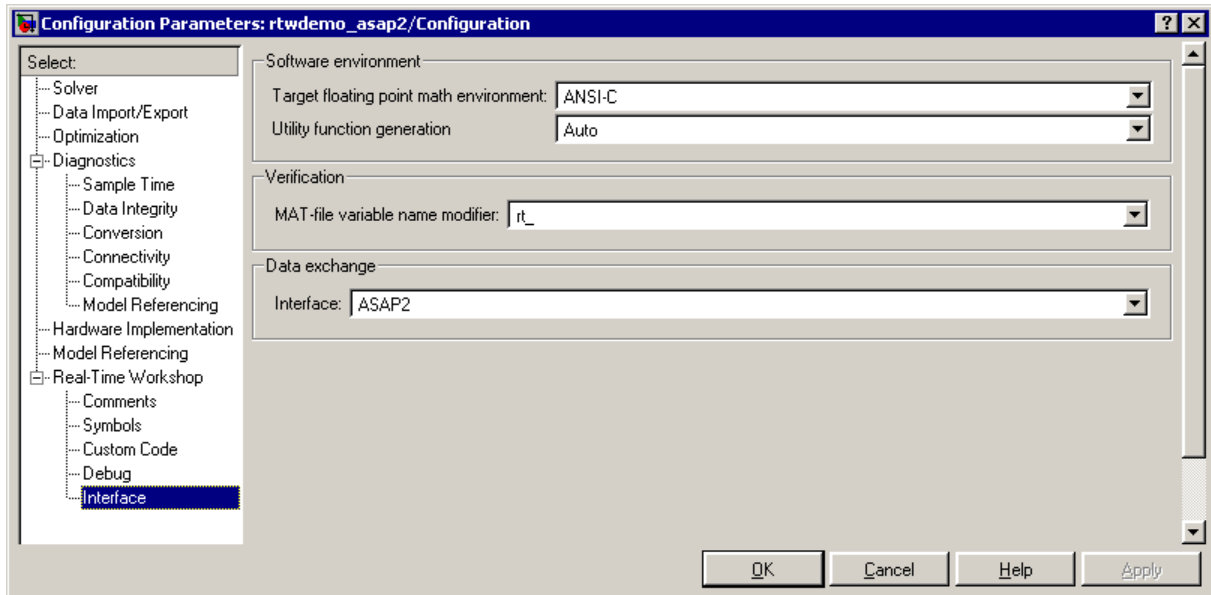 Configuration Parameters: rtwdemo_asap2/Configuration
Select:
Solver
Data Import/Export
Optimization
Diagnostics
Sample Time
Data Integrity
Conversion
Connectivity
Compatibility
Model Referencing
Hardware Implementation
Model Referencing
Real-Time Workshop
Comments
Symbols
Custom Code
Debug
Interface
Software environment
Target floating point math environment: ANSI-C
Utility function generation Auto
Verification
MAT-file variable name modifier: rt_
Data exchange
Interface: ASAP2
OK Cancel Help Apply